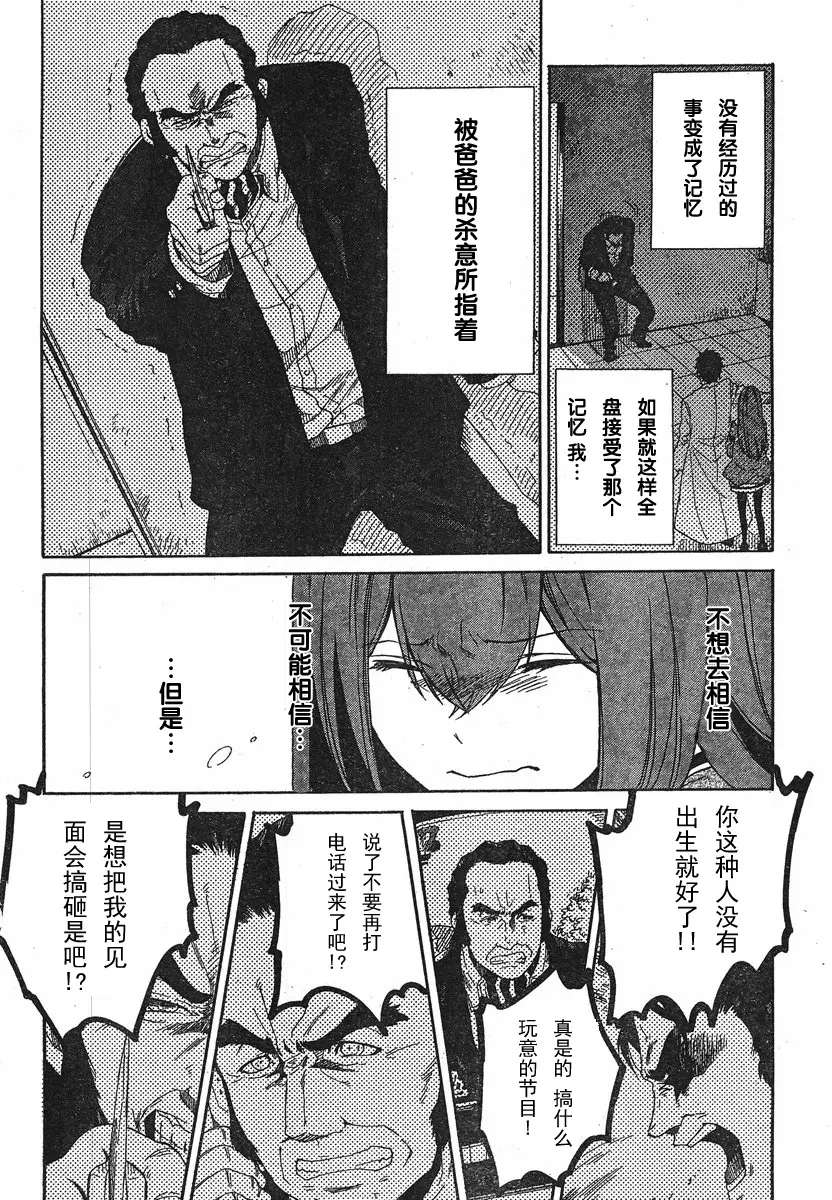 没有经历过的
事变成了记忆
如果就这样全
盘接受了那个
记忆 我…
被爸爸的杀意所指着
不想去相信
不可能相信…
…但是…
你这种人没有
出生就好了!!
真是的 搞什么
玩意的节目!
说了不要再打
电话过来了吧!?
是想把我的见
面会搞砸是吧!?